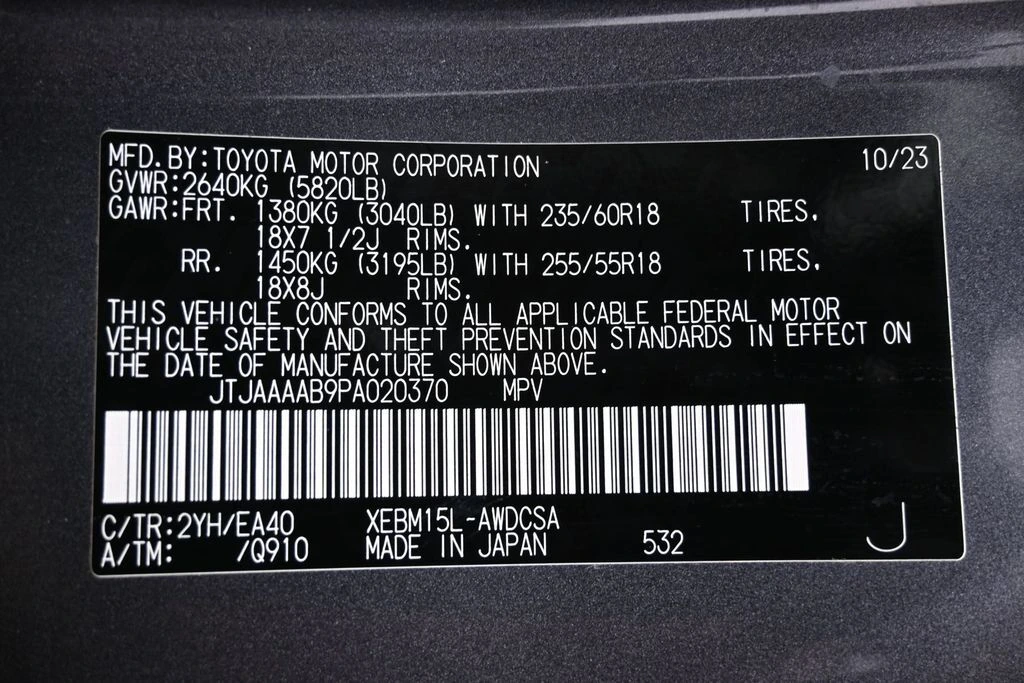 MFD.BY:TOYOTA MOTOR CORPORATION 10/23
GVWR:2640KG (5820LB)
GAWR:FRT. 1380KG (3040LB) WITH 235/60R18 TIRES.
18X7 1/2J RIMS.
RR. 1450KG (3195LB) WITH 255/55R18 TIRES.
18X8J RIMS.
THIS VEHICLE CONFORMS TO ALL APPLICABLE FEDERAL MOTOR
VEHICLE SAFETY AND THEFT PREVENTION STANDARDS IN EFFECT ON
THE DATE OF MANUFACTURE SHOWN ABOVE.
JTJAAAAB9PA020370 MPV
C/TR:2YH/EA40 XEBM15L-AWDCSA
A/TM: /Q910 MADE IN JAPAN 532 J